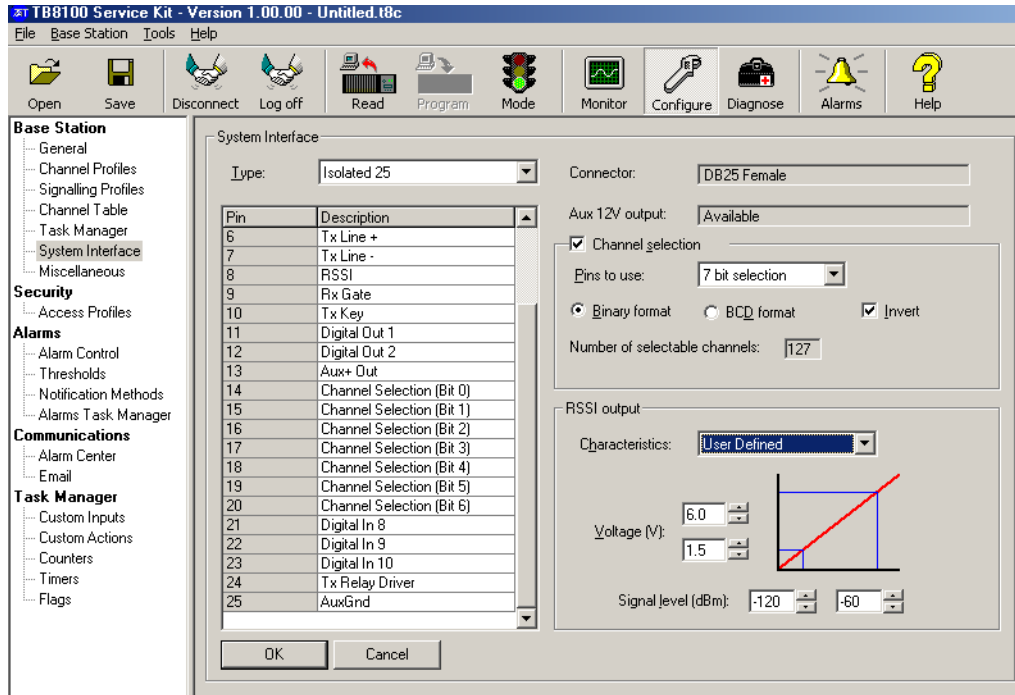 TAIT TB8100 Service Kit - Version 1.00.00 - Untitled.t8c
File Base Station Tools Help
Open Save Disconnect Log off Read Program Mode Monitor Configure Diagnose Alarms Help
Base Station
General
Channel Profiles
Signalling Profiles
Channel Table
Task Manager
System Interface
Miscellaneous
Security
Access Profiles
Alarms
Alarm Control
Thresholds
Notification Methods
Alarms Task Manager
Communications
Alarm Center
Email
Task Manager
Custom Inputs
Custom Actions
Counters
Timers
Flags
System Interface
Type: Isolated 25
Pin Description
6 Tx Line +
7 Tx Line -
8 RSSI
9 Rx Gate
10 Tx Key
11 Digital Out 1
12 Digital Out 2
13 Aux+ Out
14 Channel Selection (Bit 0)
15 Channel Selection (Bit 1)
16 Channel Selection (Bit 2)
17 Channel Selection (Bit 3)
18 Channel Selection (Bit 4)
19 Channel Selection (Bit 5)
20 Channel Selection (Bit 6)
21 Digital In 8
22 Digital In 9
23 Digital In 10
24 Tx Relay Driver
25 AuxGnd
OK Cancel
Connector: DB25 Female
Aux 12V output: Available
Channel selection
Pins to use: 7 bit selection
Binary format BCD format Invert
Number of selectable channels: 127
RSSI output
Characteristics: User Defined
Voltage (V):
6.0
1.5
Signal level (dBm): -120 -60